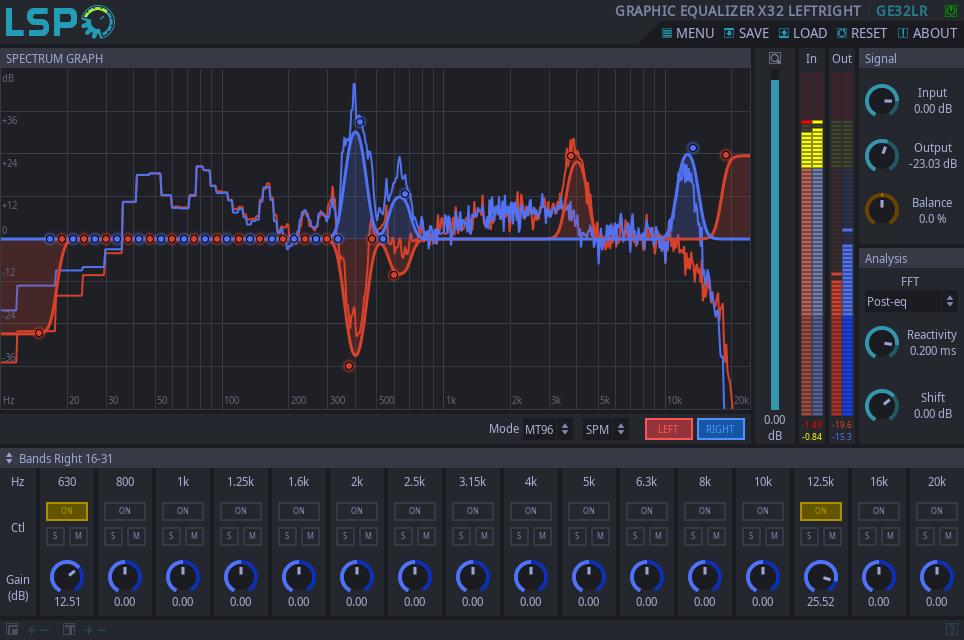 LSP
GRAPHIC EQUALIZER X32 LEFTRIGHT GE32LR
MENU SAVE LOAD RESET ABOUT
SPECTRUM GRAPH
In Out
Signal
dB
+36
+24
+12
0
-12
-24
-36
Hz 20 30 50 100 200 300 500 1k 2k 3k 5k 10k 20k
Input
0.00 dB
Output
-23.03 dB
Balance
0.0 %
Analysis
FFT
Post-eq
Reactivity
0.200 ms
Shift
0.00 dB
0.00
dB
-1.49 -19.6
-0.84 -15.3
Mode MT96 SPM LEFT RIGHT
Bands Right 16-31
Hz 630 800 1k 1.25k 1.6k 2k 2.5k 3.15k 4k 5k 6.3k 8k 10k 12.5k 16k 20k
ON ON ON ON ON ON ON ON ON ON ON ON ON ON ON ON
Ctl
S M S M S M S M S M S M S M S M S M S M S M S M S M S M S M S M
Gain
(dB)
12.51 0.00 0.00 0.00 0.00 0.00 0.00 0.00 0.00 0.00 0.00 0.00 0.00 25.52 0.00 0.00